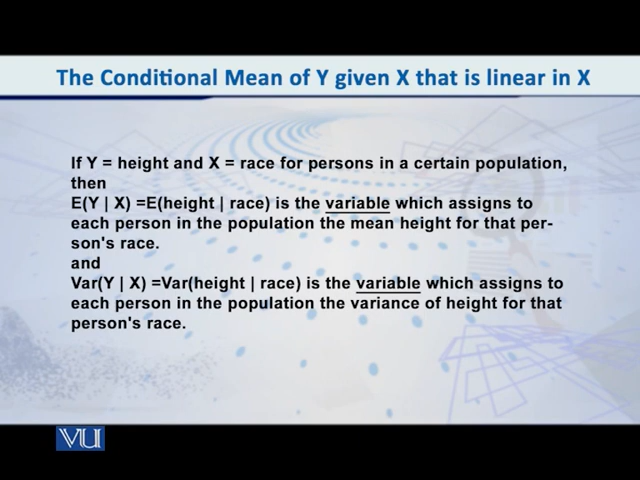 The Conditional Mean of Y given X that is linear in X
If Y = height and X = race for persons in a certain population,
then
E(Y | X) =E(height | race) is the variable which assigns to
each person in the population the mean height for that per-
son's race.
and
Var(Y | X) =Var(height | race) is the variable which assigns to
each person in the population the variance of height for that
person's race.
VU